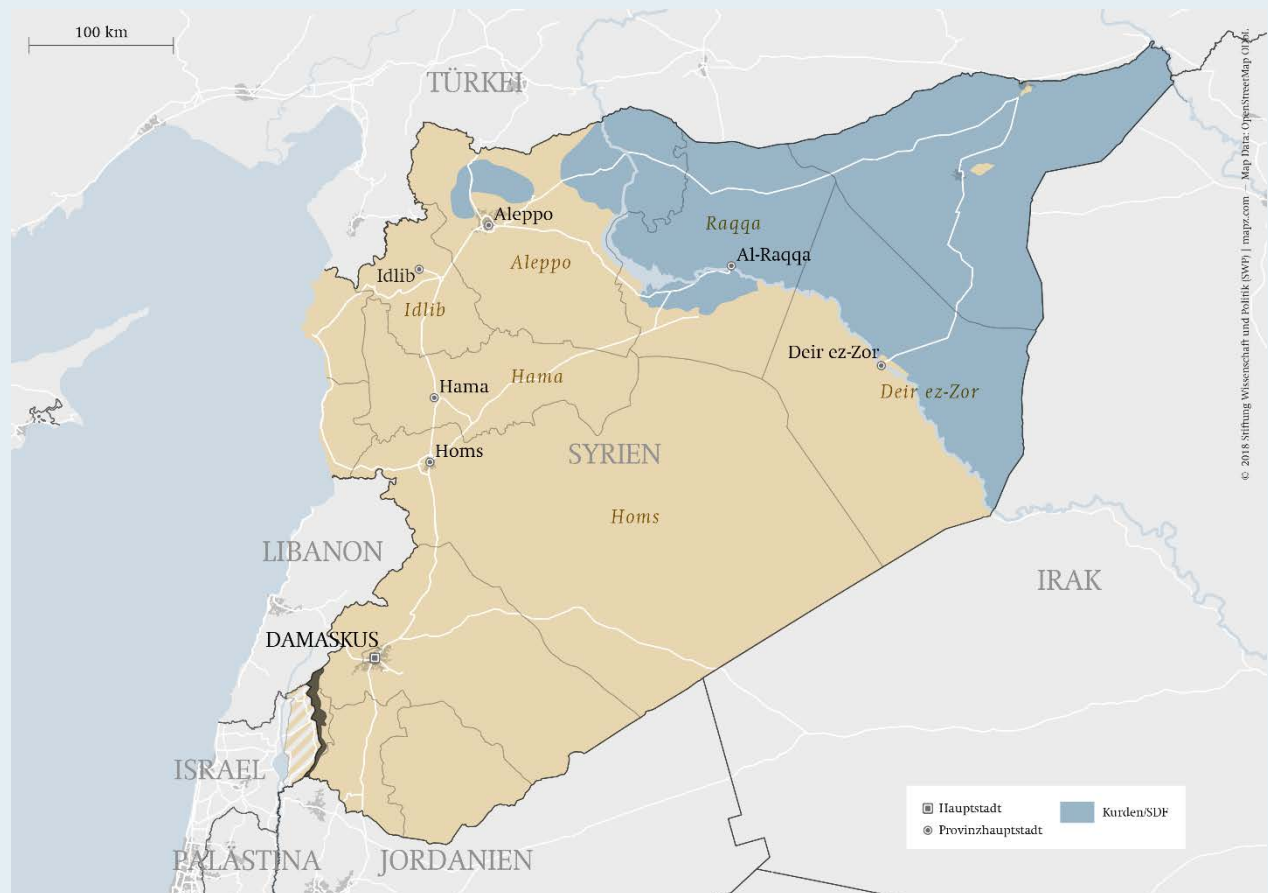 100 km
TÜRKEI
Aleppo
Raqqa
Al-Raqqa
Aleppo
Idlib
Idlib
Deir ez-Zor
Hama
Hama
Deir ez-Zor
Homs
SYRIEN
Homs
LIBANON
IRAK
DAMASKUS
ISRAEL
PALÄSTINA
JORDANIEN
Hauptstadt
Provinzhauptstadt
Kurden/SDF
© 2018 Stiftung Wissenschaft und Politik (SWP) | mapz.com – Map Data: OpenStreetMap ODbL